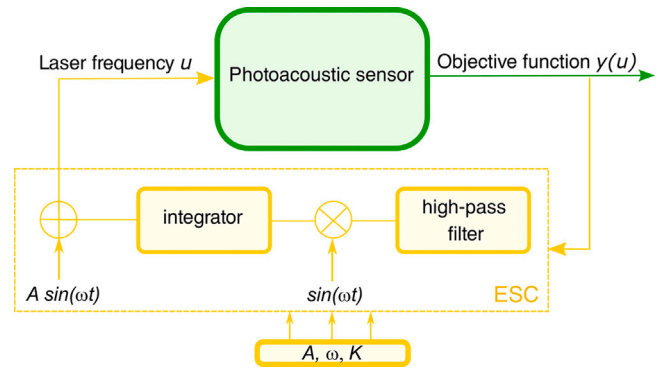 Laser frequency u
Photoacoustic sensor
Objective function y(u)
integrator
high-pass
filter
A sin(ωt)
sin(ωt)
ESC
A, ω, K